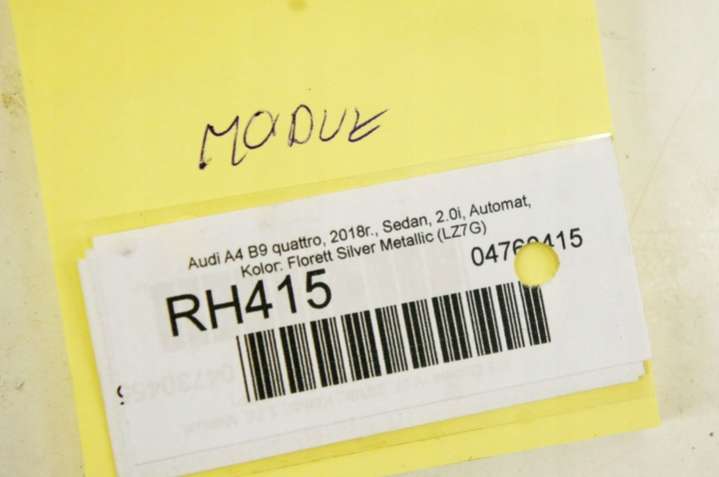 MODUŁ
Audi A4 B9 quattro, 2018r., Sedan, 2.0i, Automat,
Kolor: Florett Silver Metallic (LZ7G)
RH415